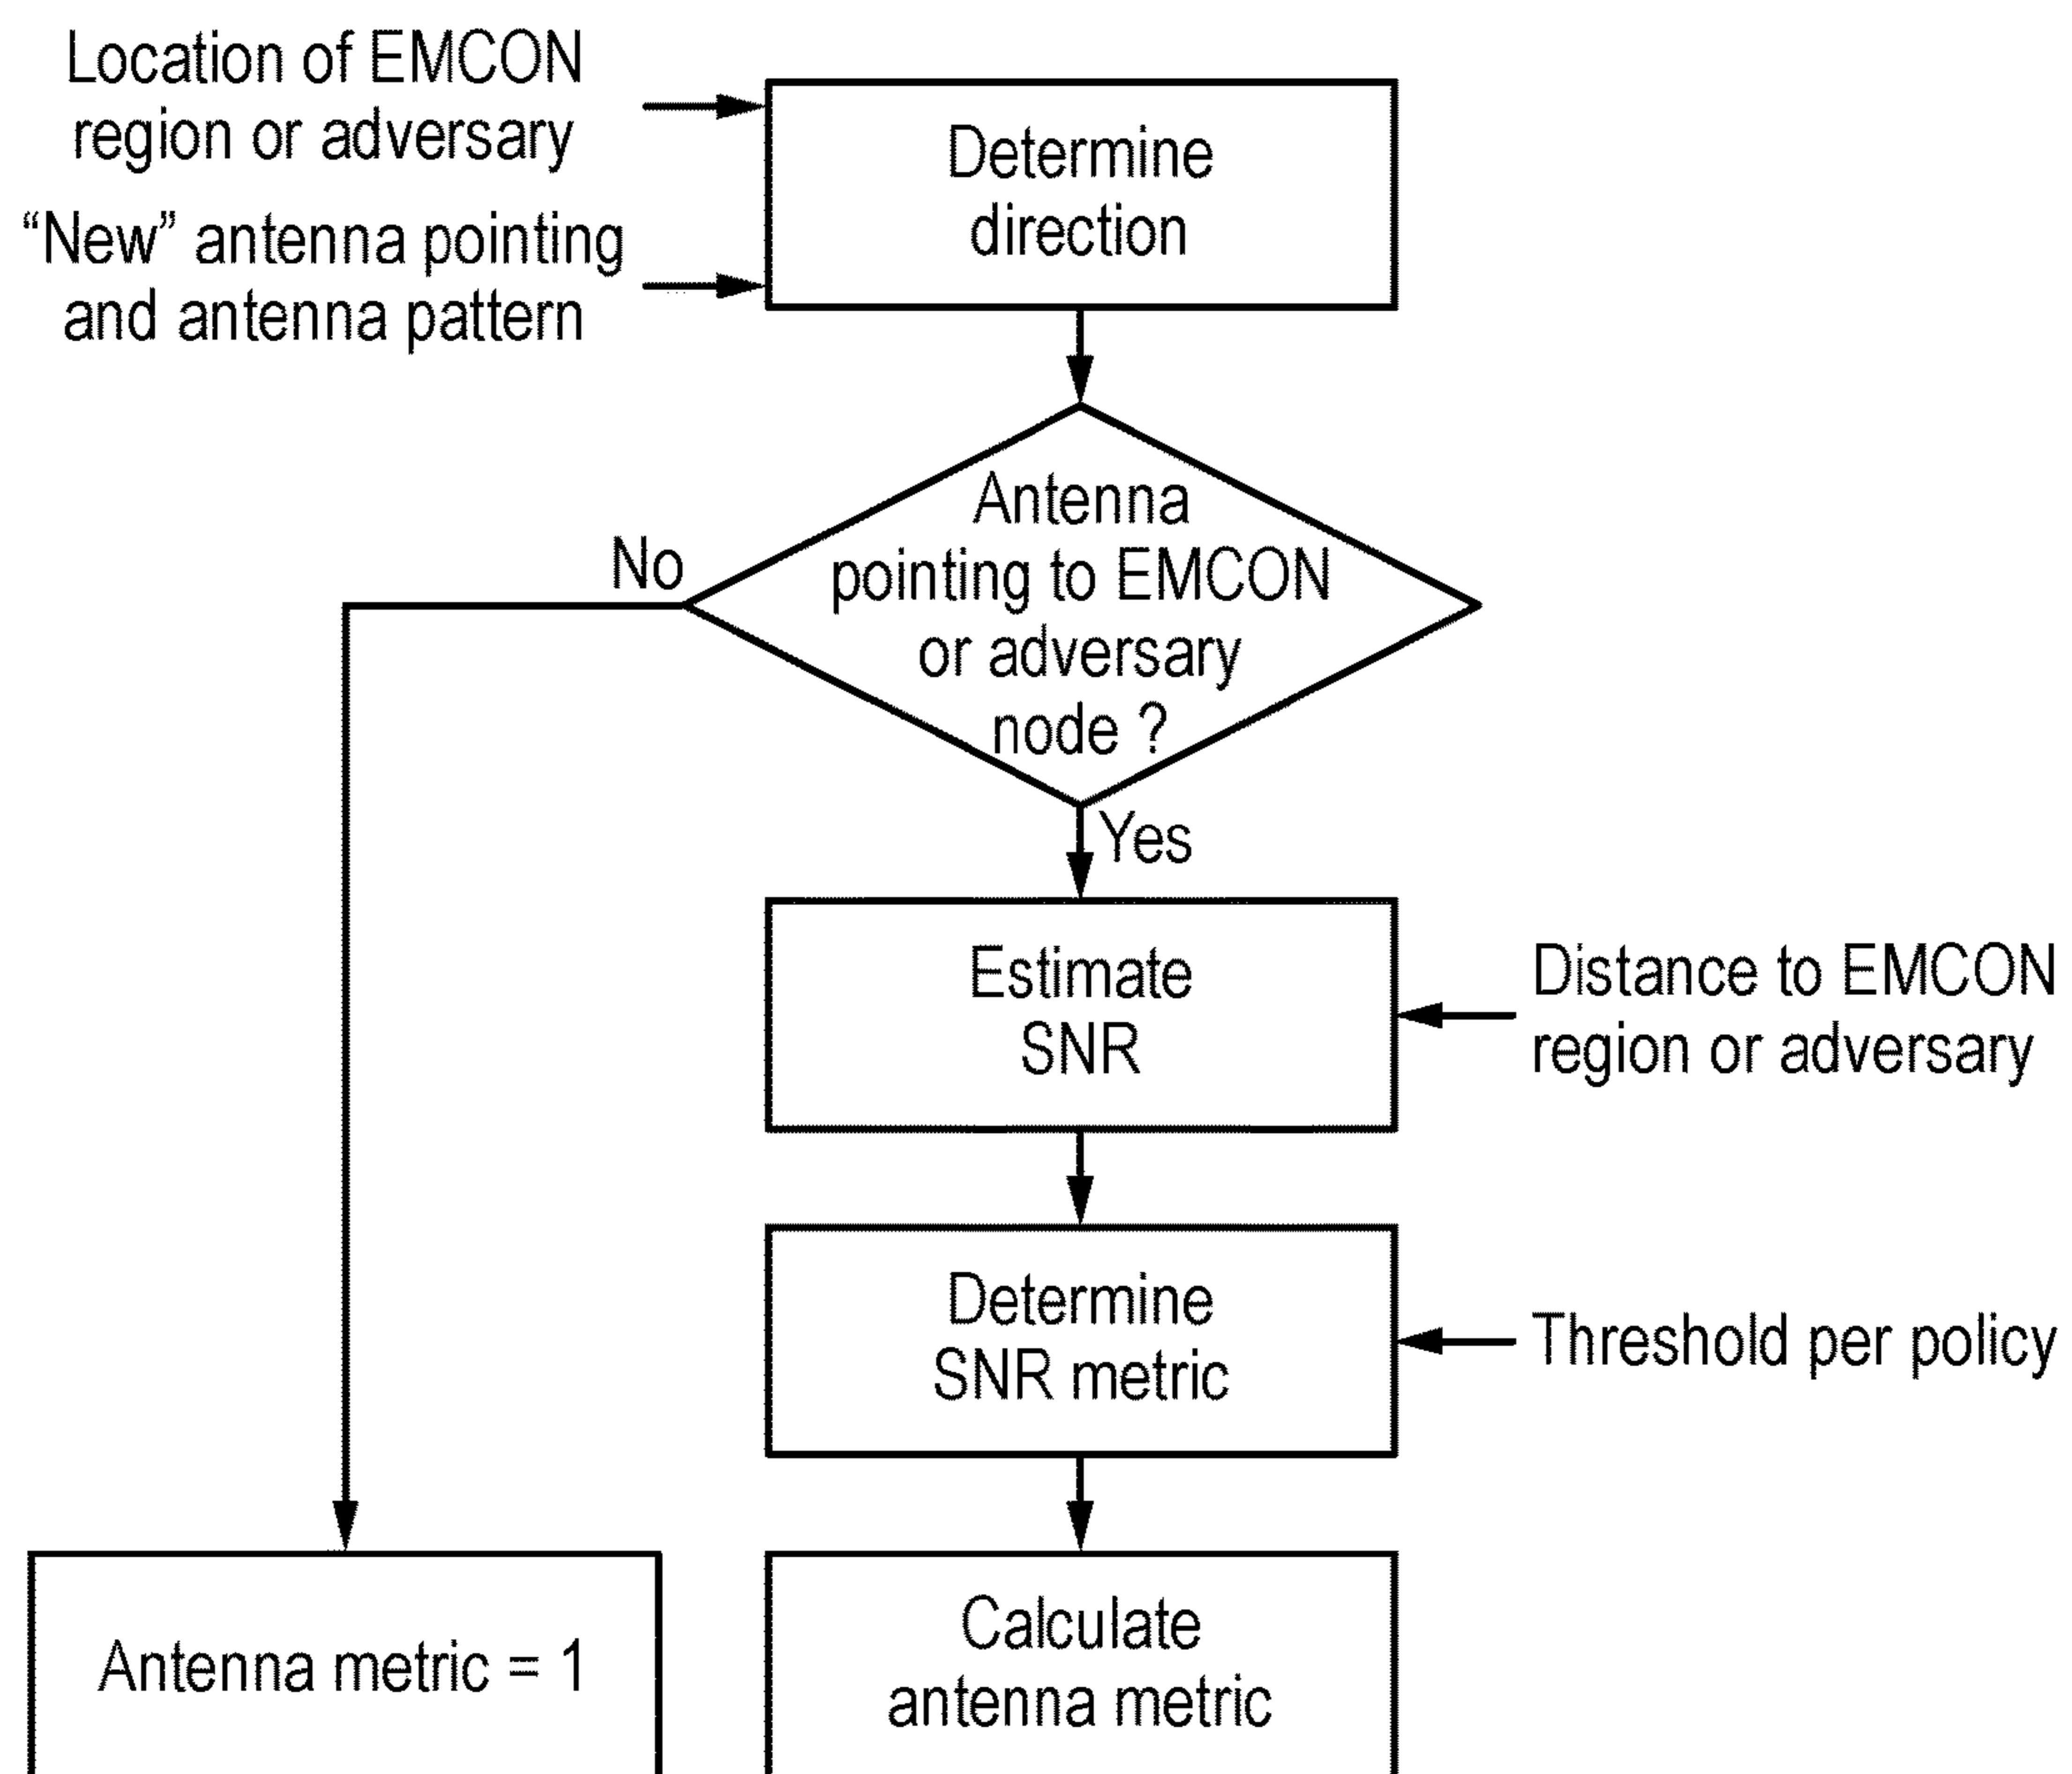 Location of EMCON
region or adversary
“New” antenna pointing
and antenna pattern
Determine
direction
Antenna
pointing to EMCON
or adversary
node ?
No
Yes
Estimate
SNR
Distance to EMCON
region or adversary
Determine
SNR metric
Threshold per policy
Antenna metric = 1
Calculate
antenna metric